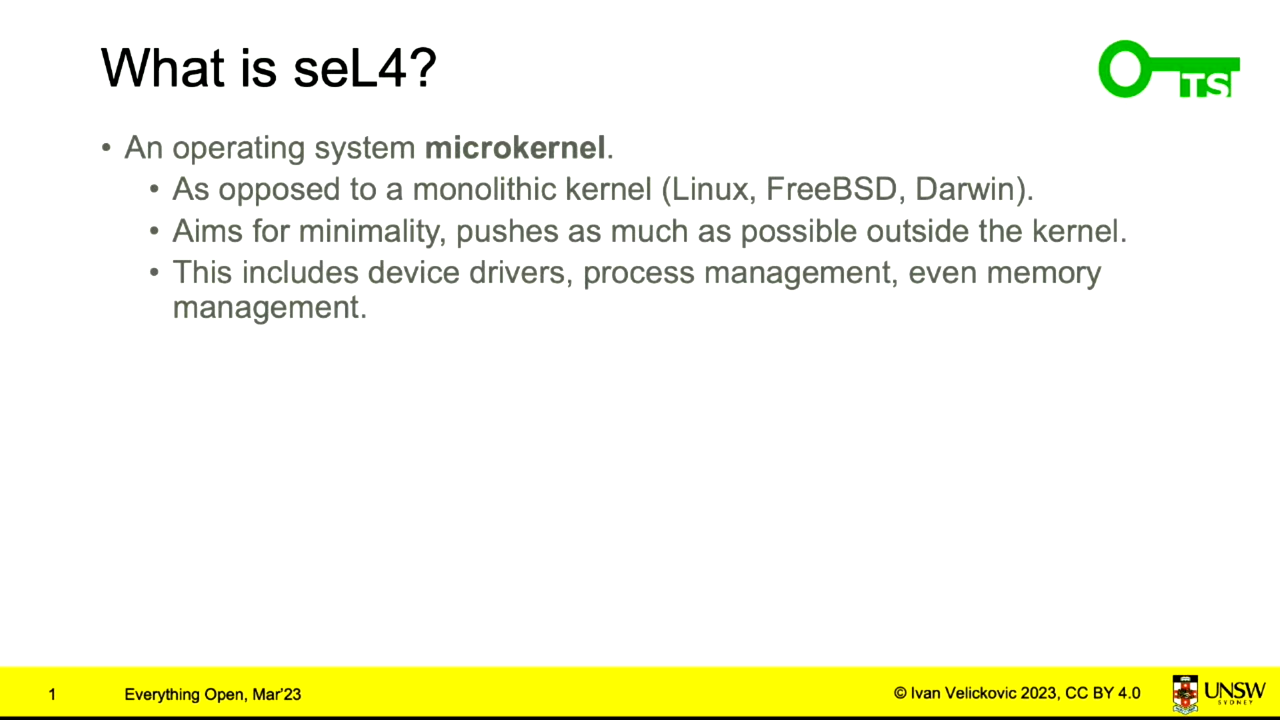 What is seL4?
TS
• An operating system microkernel.
• As opposed to a monolithic kernel (Linux, FreeBSD, Darwin).
• Aims for minimality, pushes as much as possible outside the kernel.
• This includes device drivers, process management, even memory
management.
1
Everything Open, Mar'23
© Ivan Velickovic 2023, CC BY 4.0
UNSW
SYDNEY